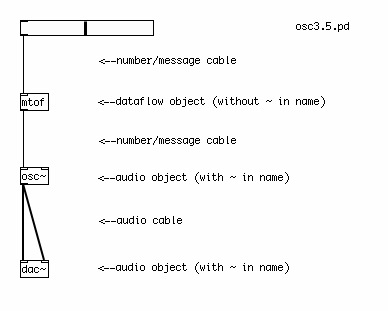 osc3.5.pd
<--number/message cable
mtof
<--dataflow object (without ~ in name)
<--number/message cable
osc~
<--audio object (with ~ in name)
<--audio cable
dac~
<--audio object (with ~ in name)